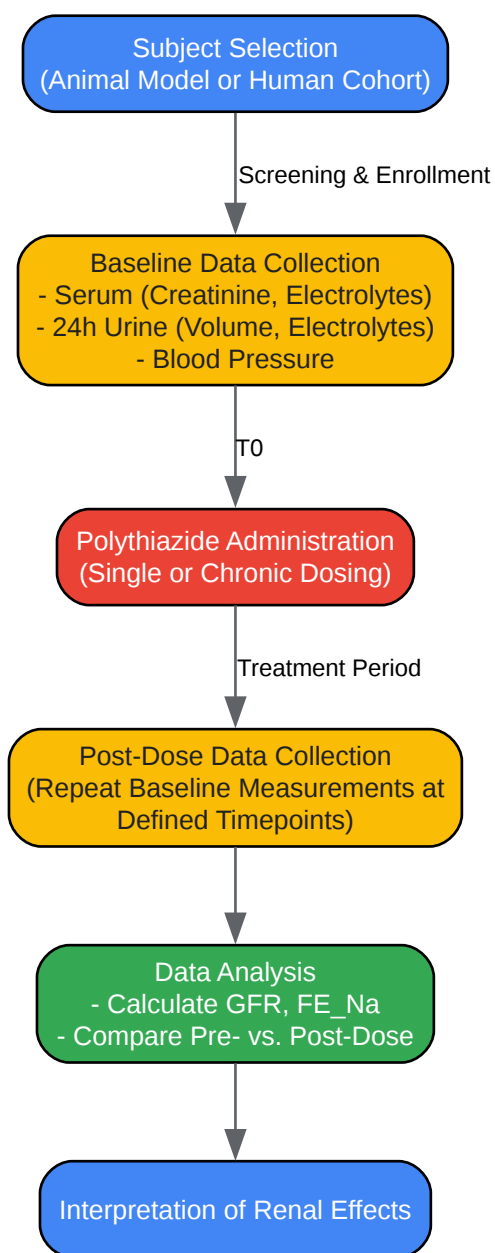 Subject Selection
(Animal Model or Human Cohort)
Screening & Enrollment
Baseline Data Collection
- Serum (Creatinine, Electrolytes)
- 24h Urine (Volume, Electrolytes)
- Blood Pressure
T0
Polythiazide Administration
(Single or Chronic Dosing)
Treatment Period
Post-Dose Data Collection
(Repeat Baseline Measurements at
Defined Timepoints)
Data Analysis
- Calculate GFR, FE_Na
- Compare Pre- vs. Post-Dose
Interpretation of Renal Effects